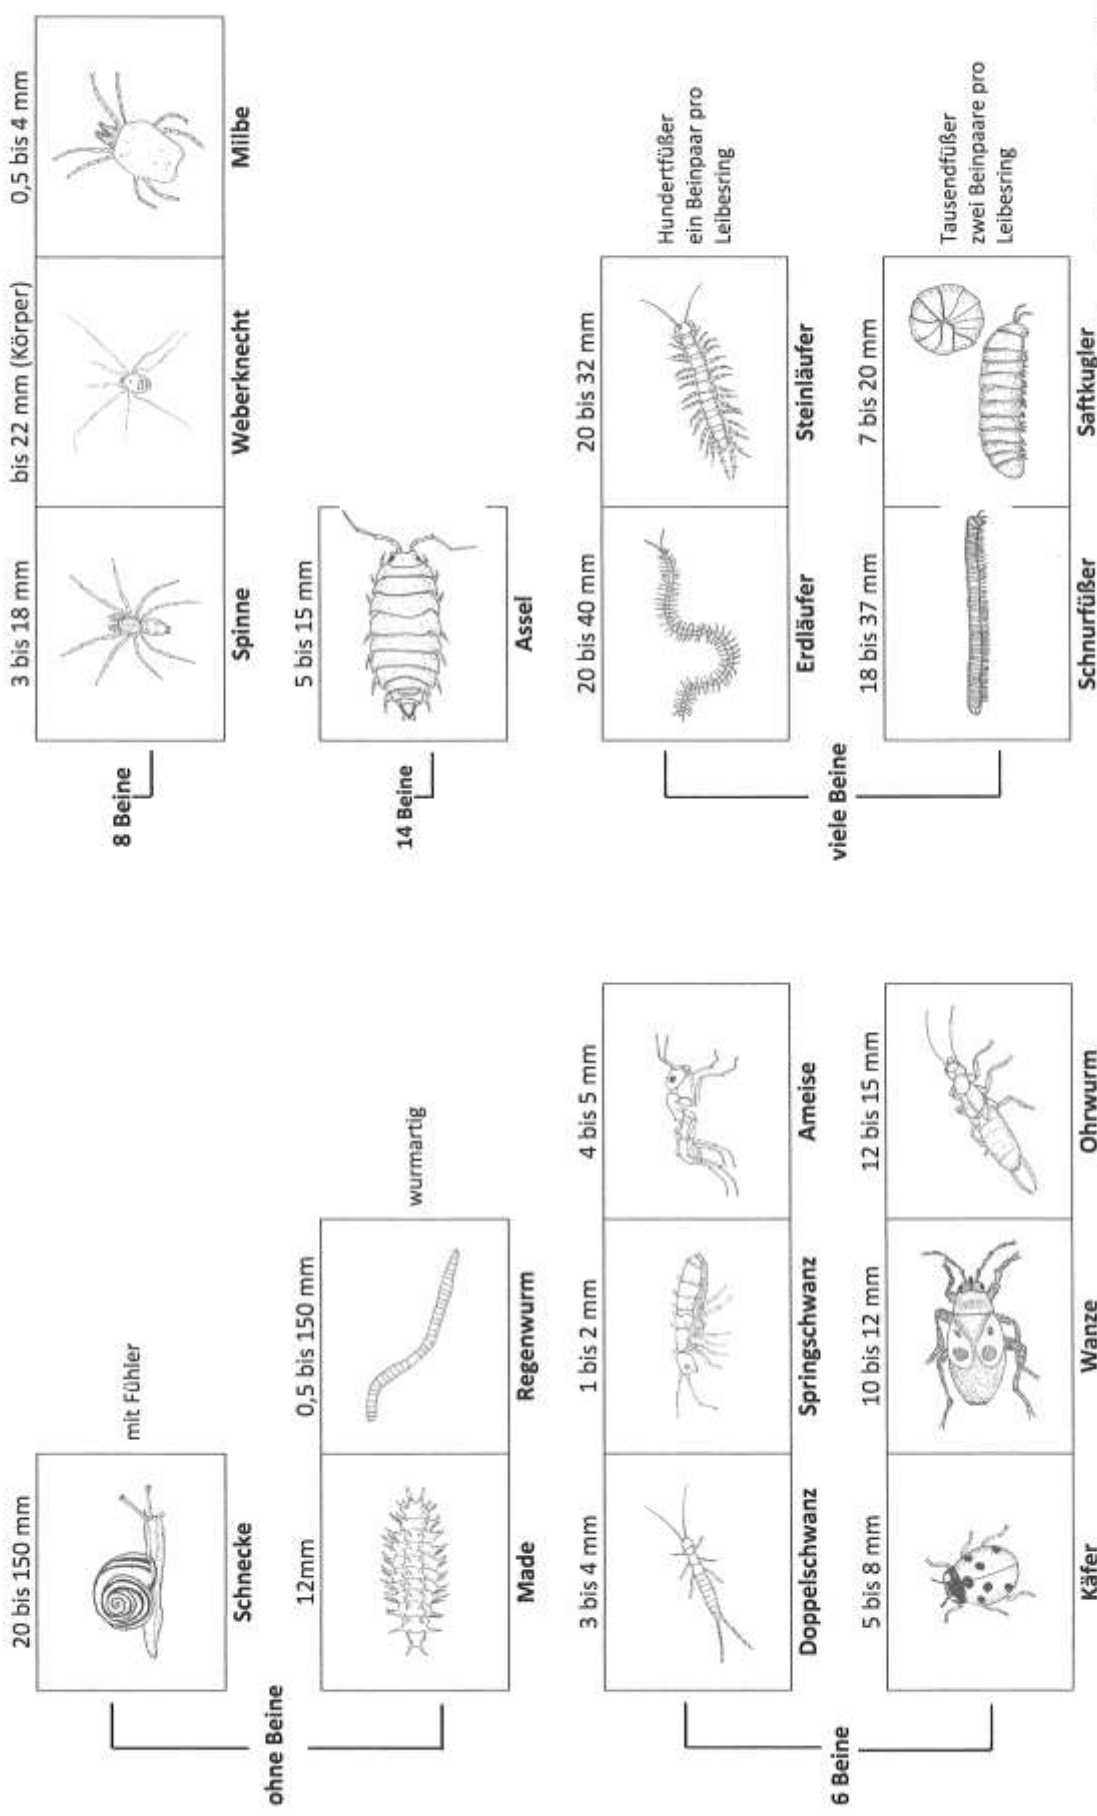 20 bis 150 mm
mit Fühler
Schnecke
ohne Beine
12mm
0,5 bis 150 mm
wurmartig
Made
Regenwurm
3 bis 4 mm
1 bis 2 mm
4 bis 5 mm
Doppelschwanz
Springschwanz
Ameise
6 Beine
5 bis 8 mm
10 bis 12 mm
12 bis 15 mm
Käfer
Wanze
Ohrwurm
3 bis 18 mm
bis 22 mm (Körper)
0,5 bis 4 mm
8 Beine
Spinne
Weberknecht
Milbe
5 bis 15 mm
14 Beine
Assel
20 bis 40 mm
20 bis 32 mm
Hundertfüßer
ein Beinpaar pro
Leibesring
Erdläufer
Steinläufer
viele Beine
18 bis 37 mm
7 bis 20 mm
Tausendfüßer
zwei Beinpaare pro
Leibesring
Schnurfüßer
Saftkugler